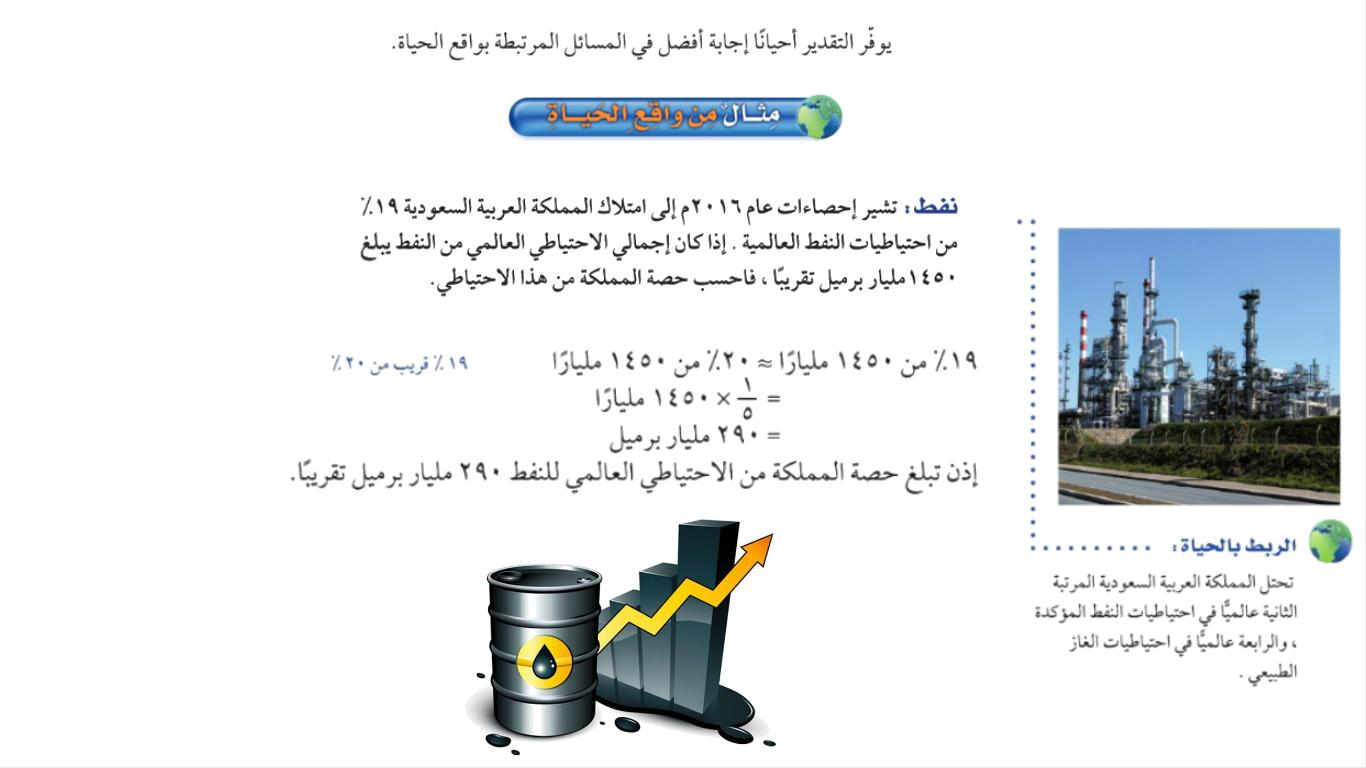 يوفّر التقدير أحيانًا إجابة أفضل في المسائل المرتبطة بواقع الحياة.
مِثـالٌ مِن واقِعِ الحَيـاةِ
نفط: تشير إحصاءات عام ٢٠١٦م إلى امتلاك المملكة العربية السعودية ١٩٪
من احتياطيات النفط العالمية . إذا كان إجمالي الاحتياطي العالمي من النفط يبلغ
١٤٥٠مليار برميل تقريبًا ، فاحسب حصة المملكة من هذا الاحتياطي.
١٩٪ من ١٤٥٠ مليارًا ≈ ٢٠٪ من ١٤٥٠ مليارًا
١٩٪ قريب من ٢٠٪
= ١/٥ × ١٤٥٠ مليارًا
= ٢٩٠ مليار برميل
إذن تبلغ حصة المملكة من الاحتياطي العالمي للنفط ٢٩٠ مليار برميل تقريبًا.
الربط بالحياة:
تحتل المملكة العربية السعودية المرتبة
الثانية عالميًّا في احتياطيات النفط المؤكدة
، والرابعة عالميًّا في احتياطيات الغاز
الطبيعي .